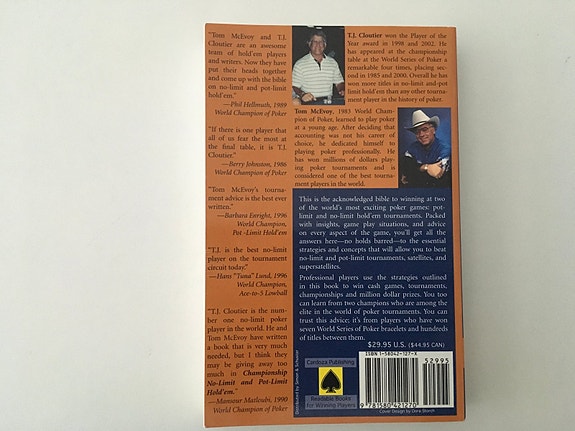 "Tom McEvoy and T.J.
Cloutier are an awesome
team of hold'em players
and writers. Now they have
put their heads together
and come up with the bible
on no-limit and pot-limit
hold'em."
—Phil Hellmuth, 1989
World Champion of Poker
"If there is one player that
all of us fear the most at
the final table, it is T.J.
Cloutier."
—Berry Johnston, 1986
World Champion of Poker
"Tom McEvoy's tournament
advice is the best ever
written."
—Barbara Enright, 1996
World Champion,
Pot-Limit Hold'em
"T.J. is the best no-limit
player on the tournament
circuit today."
—Hans "Tuna" Lund, 1996
World Champion,
Ace-to-5 Lowball
"T.J. Cloutier is the number
one no-limit poker
player in the world. He and
Tom McEvoy have written
a book that is very much
needed, but I think they
may be giving away too
much in Championship
No-Limit and Pot-Limit
Hold'em."
—Mansour Matloubi, 1990
World Champion of Poker
T.J. Cloutier won the Player of the
Year award in 1998 and 2002. He
has appeared at the championship
table at the World Series of Poker a
remarkable four times, placing sec-
ond in 1985 and 2000. Overall he has
won more titles in no-limit and pot-
limit hold'em than any other tourna-
ment player in the history of poker.
Tom McEvoy, 1983 World Cham-
pion of Poker, learned to play poker
at a young age. After deciding that
accounting was not his career of
choice, he dedicated himself to
playing poker professionally. He
has won millions of dollars play-
ing poker tournaments and is
considered one of the best tourna-
ment players in the world.
This is the acknowledged bible to winning at two
of the world's most exciting poker games: pot-
limit and no-limit hold'em tournaments. Packed
with insights, game play situations, and advice
on every aspect of the game, you'll get all the
answers here—no holds barred—to the essential
strategies and concepts that will allow you to beat
no-limit and pot-limit tournaments, satellites, and
supersatellites.
Professional players use the strategies outlined
in this book to win cash games, tournaments,
championships and million dollar prizes. You too
can learn from two champions who are among the
elite in the world of poker tournaments. You can
trust this advice; it's from players who have won
seven World Series of Poker bracelets and hundreds
of titles between them.
$29.95 U.S. ($44.95 CAN)
ISBN 1-58042-127-X
52995
9 781580 421270
Cardoza Publishing
Readable Books
for Winning Players
Cover Design by Dora Stanch
Distributed by Simon & Schuster